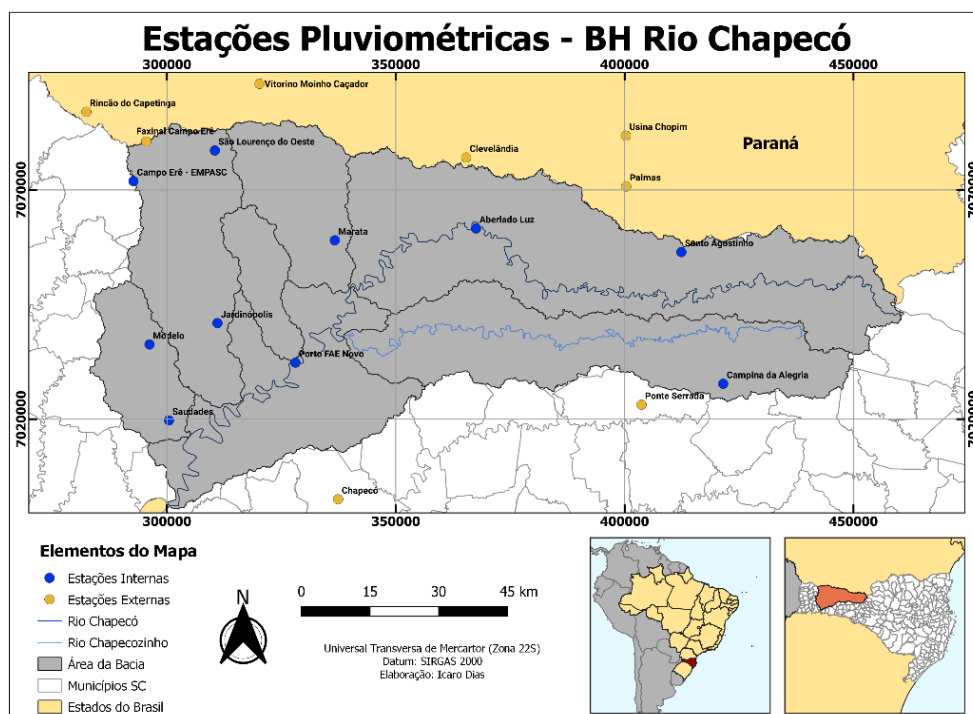 Estações Pluviométricas - BH Rio Chapecó
300000 350000 400000 450000
Vitorino Moinho Caçador
Rincão do Capetinga
Faxinal Campo Erê
São Lourenço do Oeste
Usina Chopim
Paraná
Clevelândia
Campo Erê - EMPASC
Palmas
7070000 7070000
Marata
Aberlado Luz
Santo Agostinho
Jardinópolis
Modelo
Porto FAE Novo
Campina da Alegria
Ponte Serrada
Saudades
7020000 7020000
Chapecó
300000 350000 400000 450000
Elementos do Mapa
Estações Internas
Estações Externas
Rio Chapecó
Rio Chapecozinho
Área da Bacia
Municípios SC
Estados do Brasil
N
0 15 30 45 km
Universal Transversa de Mercartor (Zona 22S)
Datum: SIRGAS 2000
Elaboração: Icaro Dias